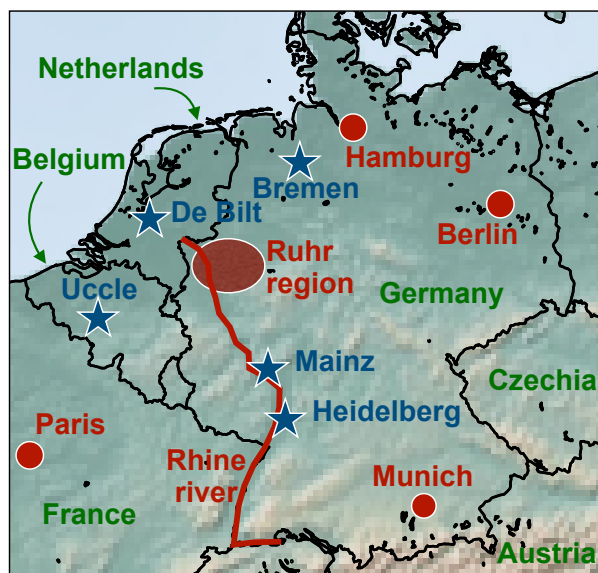 Netherlands
Hamburg
Belgium
Bremen
De Bilt
Berlin
Ruhr
region
Uccle
Germany
Mainz
Czechia
Heidelberg
Paris
Rhine
river
Munich
France
Austria